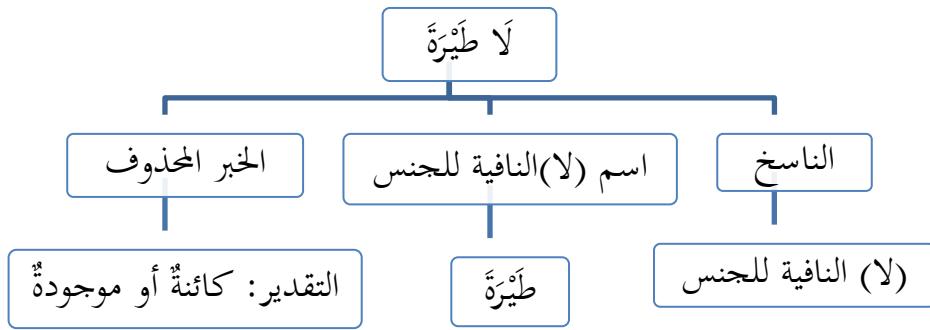 لَا طَيْرَةَ
الناسخ
اسم (لا)النافية للجنس
الخبر المحذوف
(لا) النافية للجنس
طَيْرَةَ
التقدير: كائنةٌ أو موجودةٌ